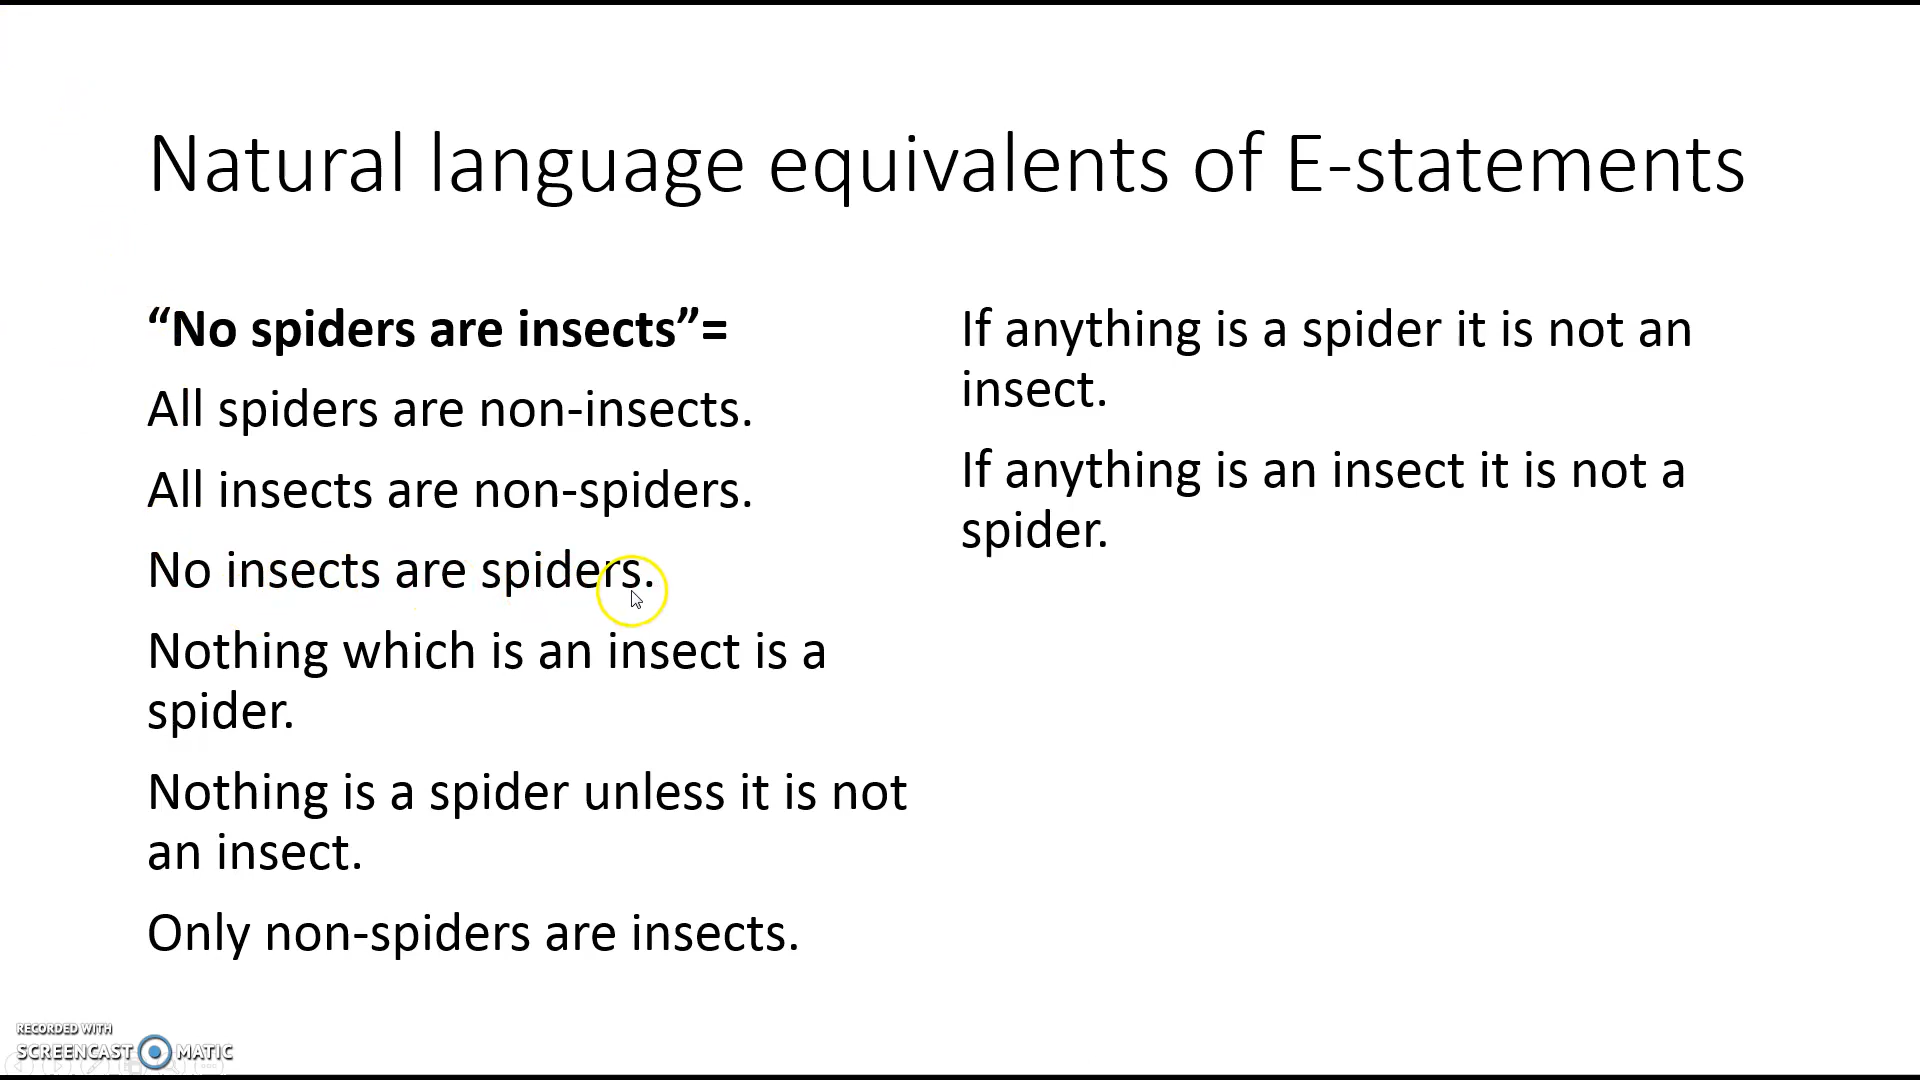 Natural language equivalents of E-statements
“No spiders are insects”=
All spiders are non-insects.
All insects are non-spiders.
No insects are spiders.
Nothing which is an insect is a
spider.
Nothing is a spider unless it is not
an insect.
Only non-spiders are insects.
If anything is a spider it is not an
insect.
If anything is an insect it is not a
spider.
RECORDED WITH
SCREENCAST MATIC